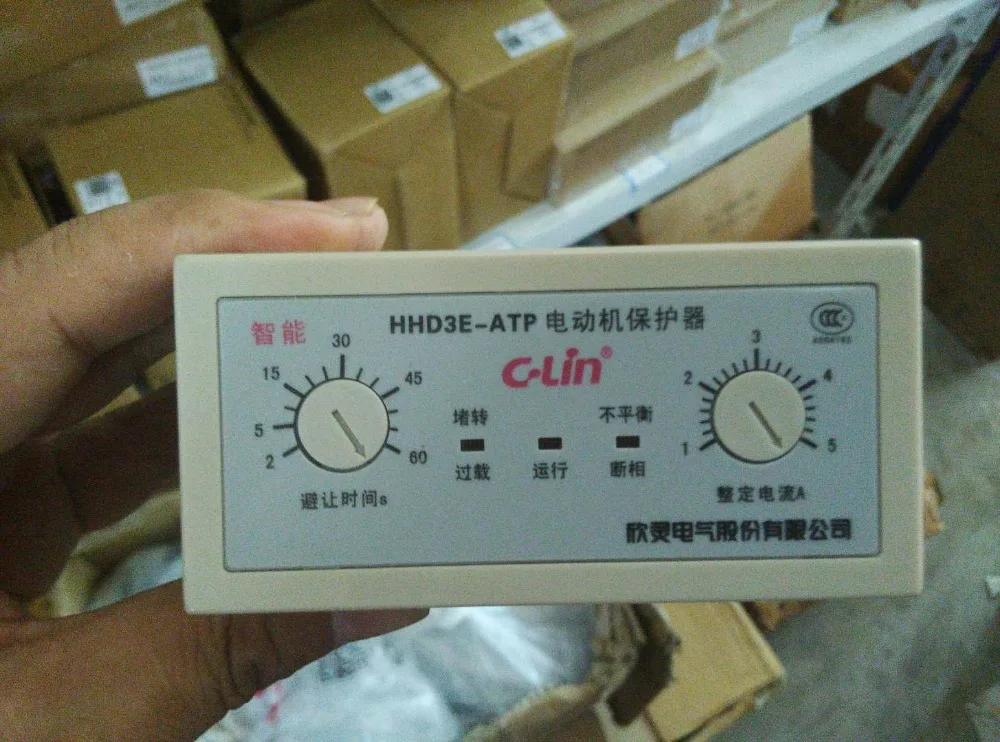 智能
HHD3E-ATP 电动机保护器
CCC
C-Lin®
30
15
45
5
2
60
避让时间s
堵转
不平衡
过载
运行
断相
3
2
4
1
5
整定电流A
欣灵电气股份有限公司